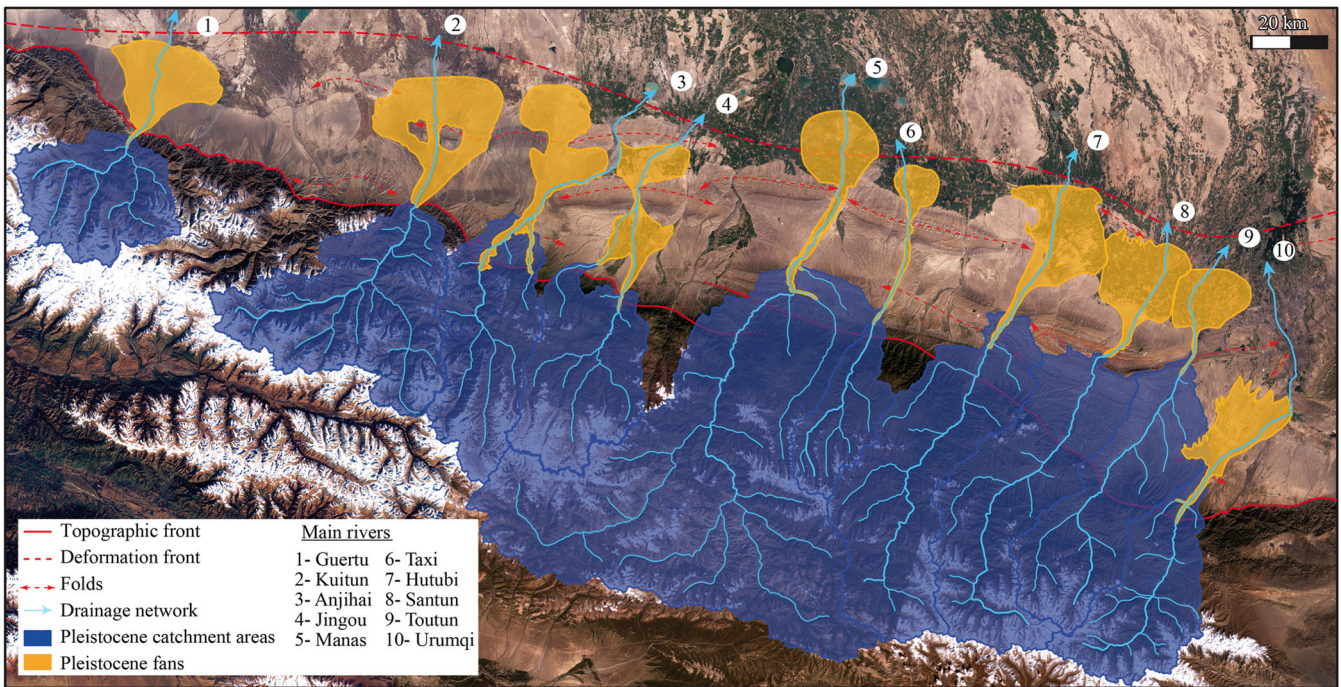 20 km
1
2
3
4
5
6
7
8
9
10
Topographic front
Deformation front
Folds
Drainage network
Pleistocene catchment areas
Pleistocene fans
Main rivers
1- Guertu 6- Taxi
2- Kuitun 7- Hutubi
3- Anjihai 8- Santun
4- Jingou 9- Toutun
5- Manas 10- Urumqi